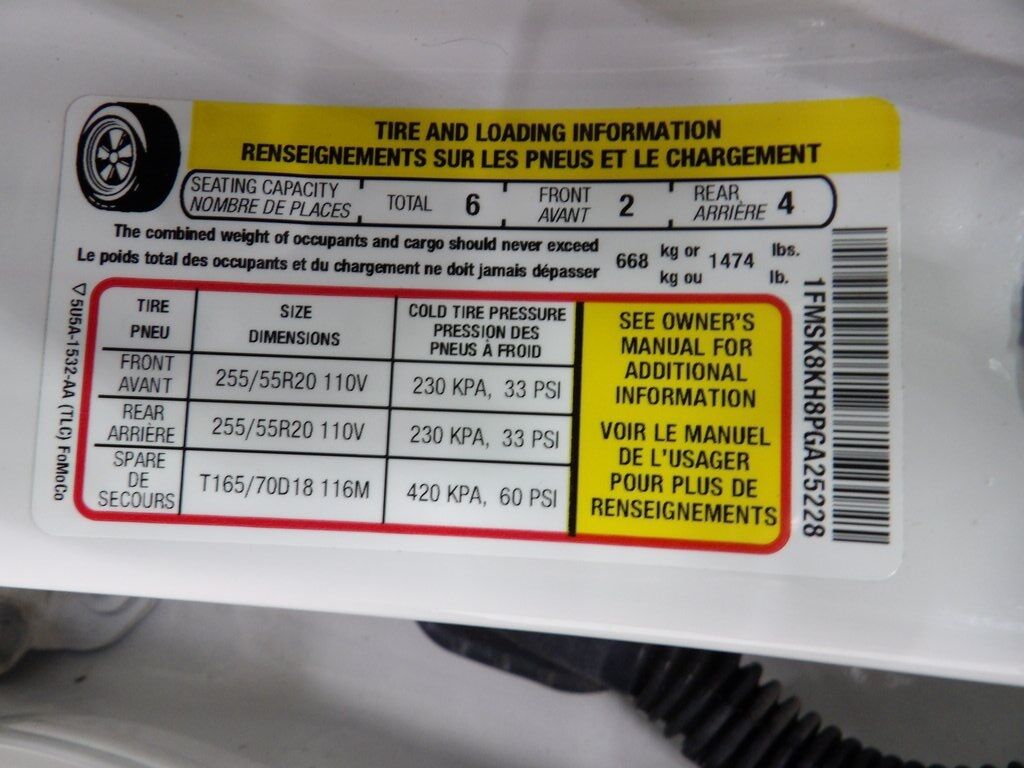 TIRE AND LOADING INFORMATION
RENSEIGNEMENTS SUR LES PNEUS ET LE CHARGEMENT
SEATING CAPACITY
NOMBRE DE PLACES
TOTAL 6
FRONT
AVANT
2
REAR
ARRIÈRE
4
The combined weight of occupants and cargo should never exceed
Le poids total des occupants et du chargement ne doit jamais dépasser
668
kg or
kg ou
1474
lbs.
lb.
TIRE
PNEU
SIZE
DIMENSIONS
COLD TIRE PRESSURE
PRESSION DES
PNEUS À FROID
FRONT
AVANT
255/55R20 110V
230 KPA, 33 PSI
REAR
ARRIÈRE
255/55R20 110V
230 KPA, 33 PSI
SPARE
DE
SECOURS
T165/70D18 116M
420 KPA, 60 PSI
SEE OWNER'S
MANUAL FOR
ADDITIONAL
INFORMATION
VOIR LE MANUEL
DE L'USAGER
POUR PLUS DE
RENSEIGNEMENTS
5U5A-1532-AA (TLC) FoMoCo
1FMSK8KH8PGA25228